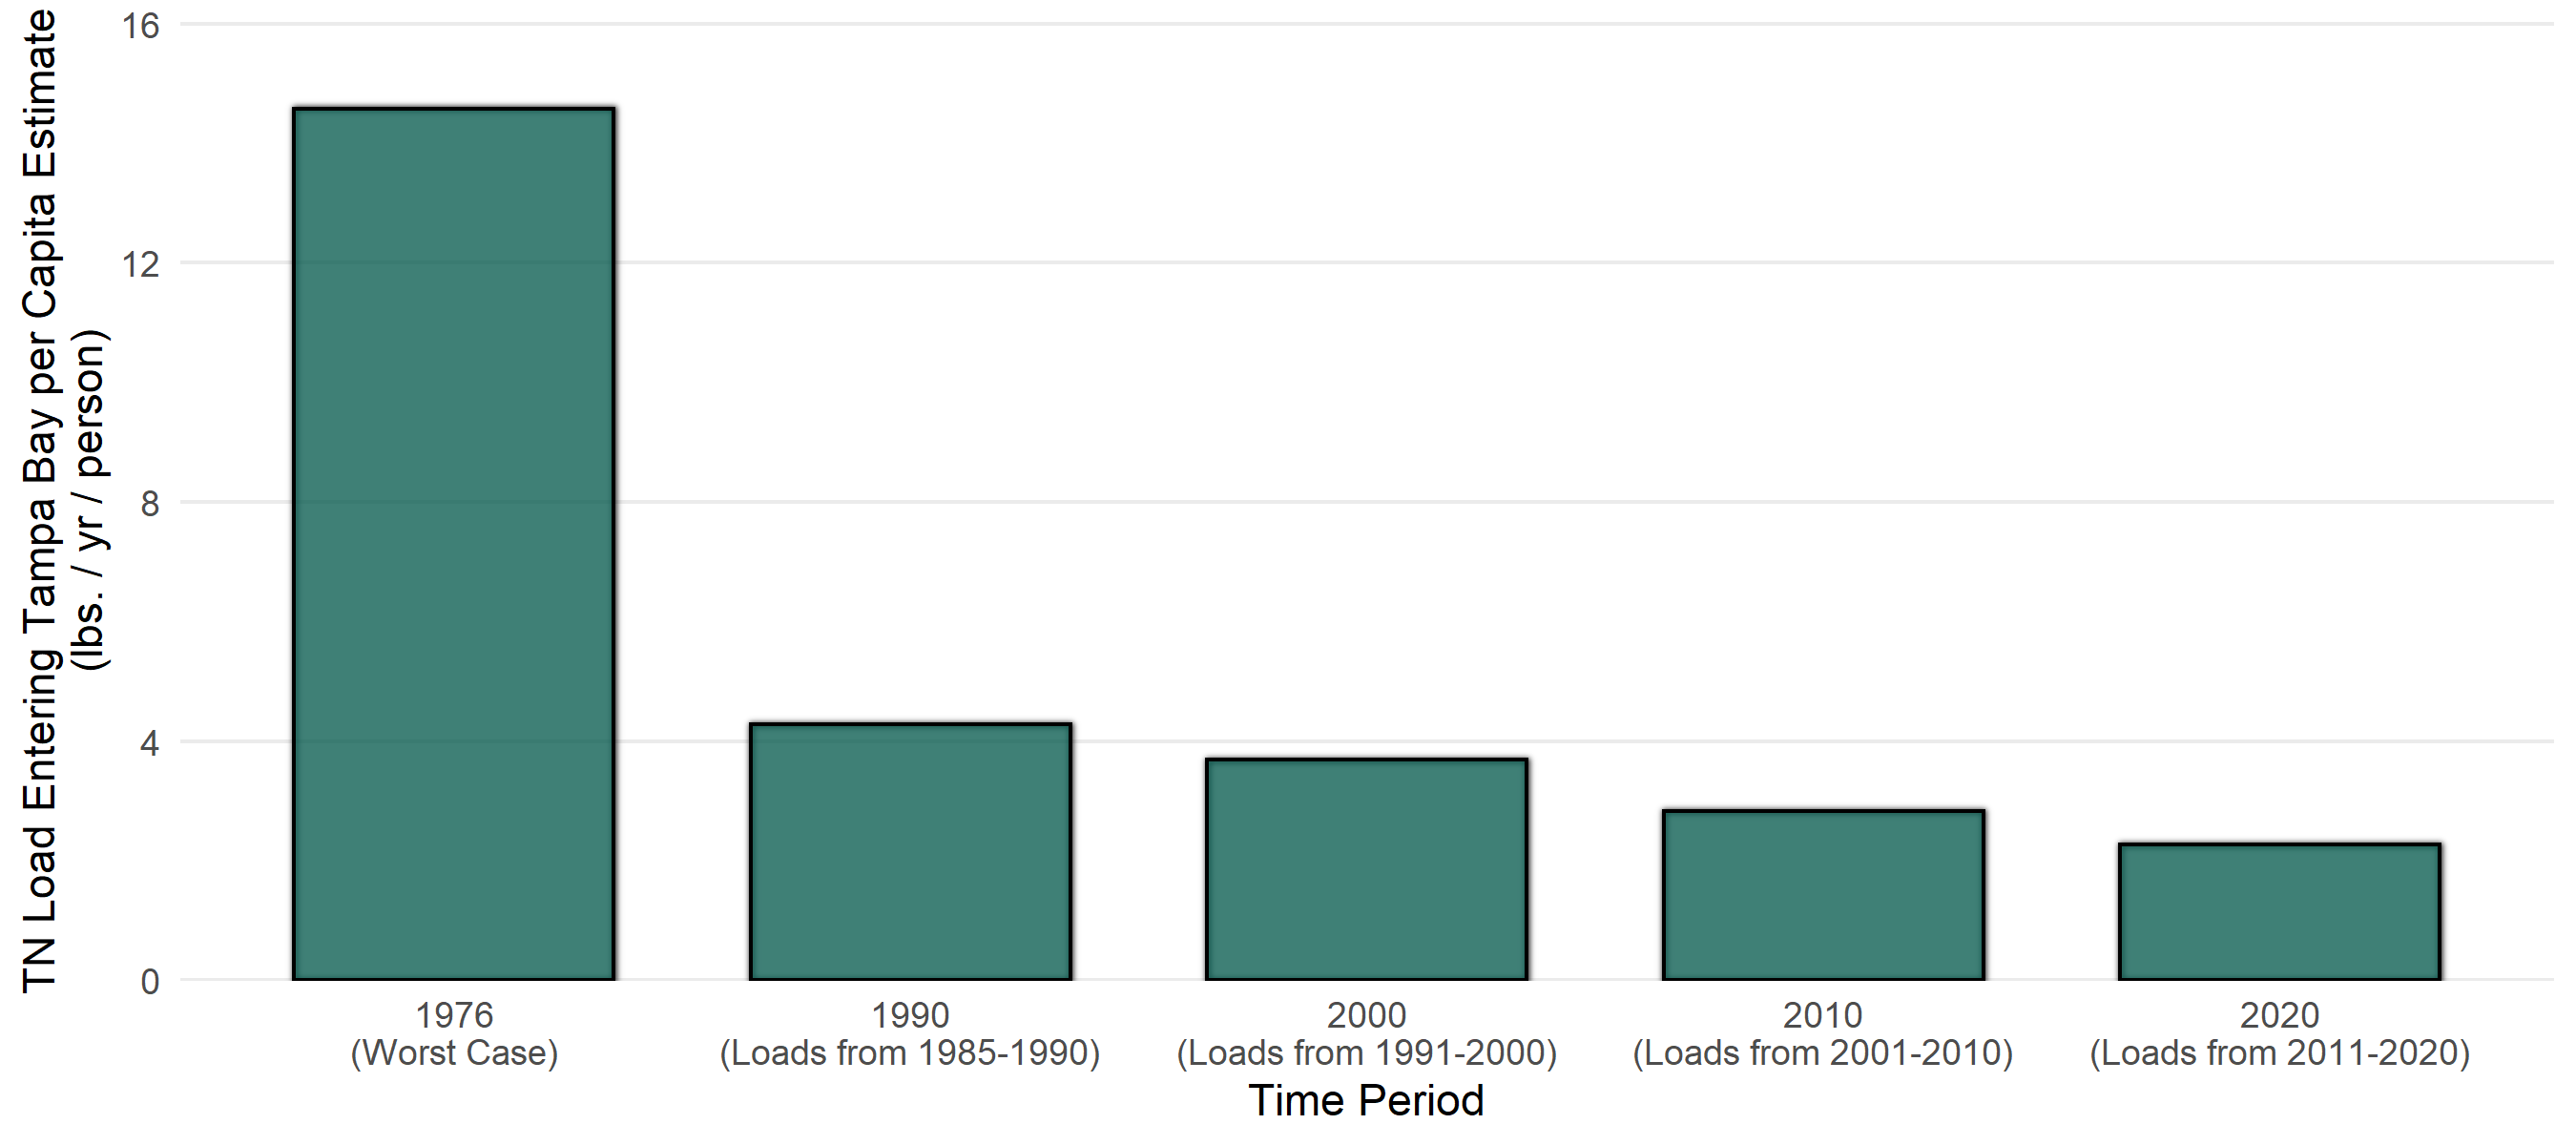 TN Load Entering Tampa Bay per Capita Estimate
(lbs. / yr / person)
16
12
8
4
0
1976
(Worst Case)
1990
(Loads from 1985-1990)
2000
(Loads from 1991-2000)
2010
(Loads from 2001-2010)
2020
(Loads from 2011-2020)
Time Period